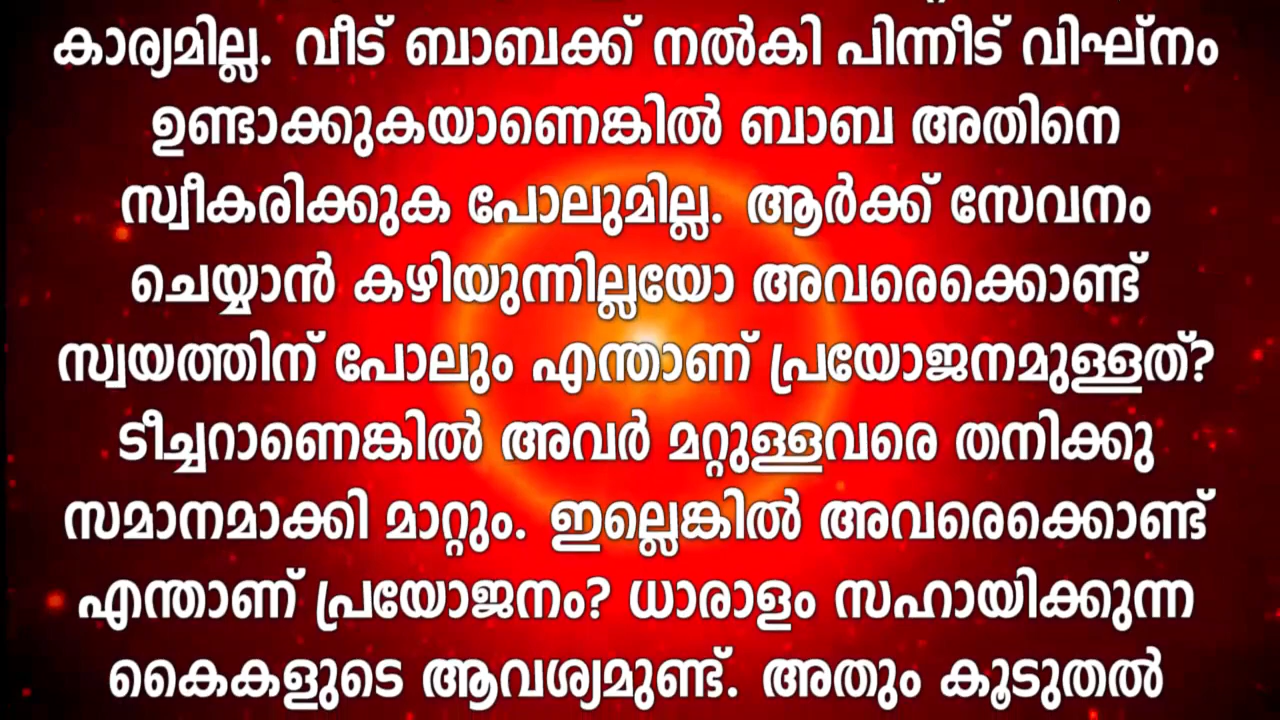 കാര്യമില്ല. വീട് ബാബക്ക് നൽകി പിന്നീട് വിഘ്നം
ഉണ്ടാക്കുകയാണെങ്കിൽ ബാബ അതിനെ
സ്വീകരിക്കുക പോലുമില്ല. ആർക്ക് സേവനം
ചെയ്യാൻ കഴിയുന്നില്ലയോ അവരെക്കൊണ്ട്
സ്വയത്തിന് പോലും എന്താണ് പ്രയോജനമുള്ളത്?
ടീച്ചറാണെങ്കിൽ അവർ മറ്റുള്ളവരെ തനിക്കു
സമാനമാക്കി മാറ്റും. ഇല്ലെങ്കിൽ അവരെക്കൊണ്ട്
എന്താണ് പ്രയോജനം? ധാരാളം സഹായിക്കുന്ന
കൈകളുടെ ആവശ്യമുണ്ട്. അതും കൂടുതൽ